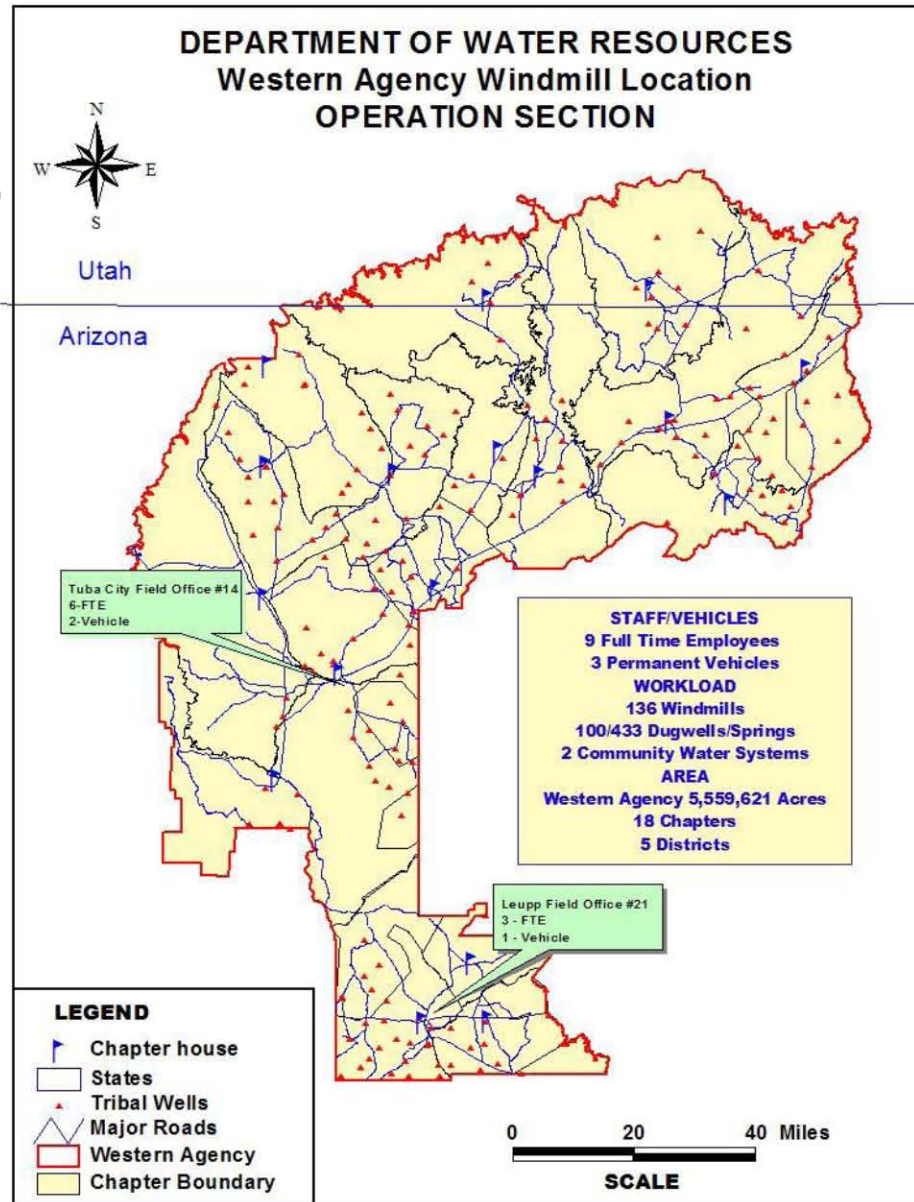 DEPARTMENT OF WATER RESOURCES
Western Agency Windmill Location
OPERATION SECTION
N
W E
S
Utah
Arizona
Tuba City Field Office #14
6-FTE
2-Vehicle
STAFF/VEHICLES
9 Full Time Employees
3 Permanent Vehicles
WORKLOAD
136 Windmills
100/433 Dugwells/Springs
2 Community Water Systems
AREA
Western Agency 5,559,621 Acres
18 Chapters
5 Districts
Leupp Field Office #21
3 - FTE
1 - Vehicle
LEGEND
Chapter house
States
Tribal Wells
Major Roads
Western Agency
Chapter Boundary
0 20 40 Miles
SCALE